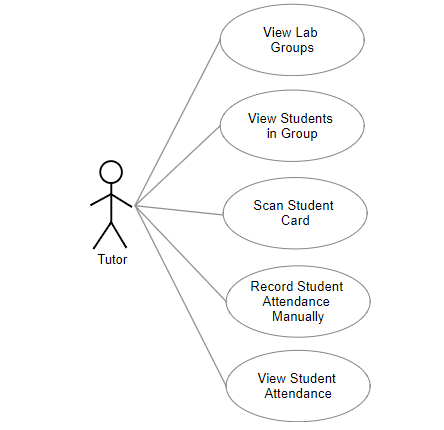 View Lab
Groups
View Students
in Group
Scan Student
Card
Tutor
Record Student
Attendance
Manually
View Student
Attendance